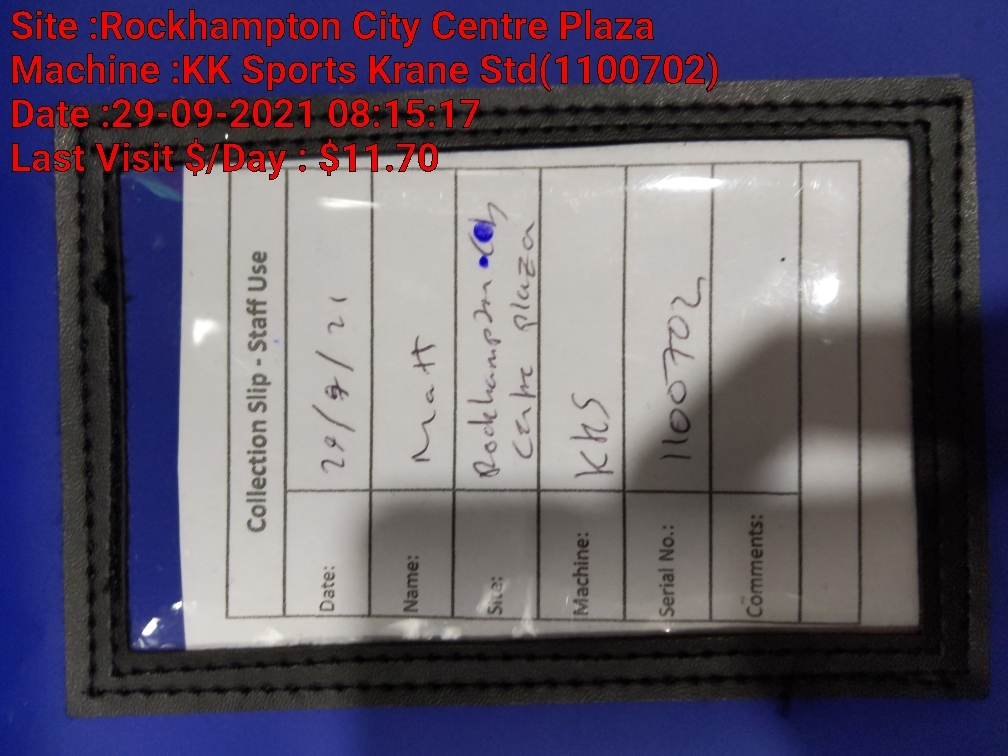 Site :Rockhampton City Centre Plaza
Machine :KK Sports Krane Std(1100702)
Date :29-09-2021 08:15:17
Last Visit $/Day : $11.70
Collection Slip - Staff Use
Date: 29/9/21
Name: Matt
Site: Rockhampton City
Centre plaza
Machine: KKS
Serial No.: 1100702
Comments: